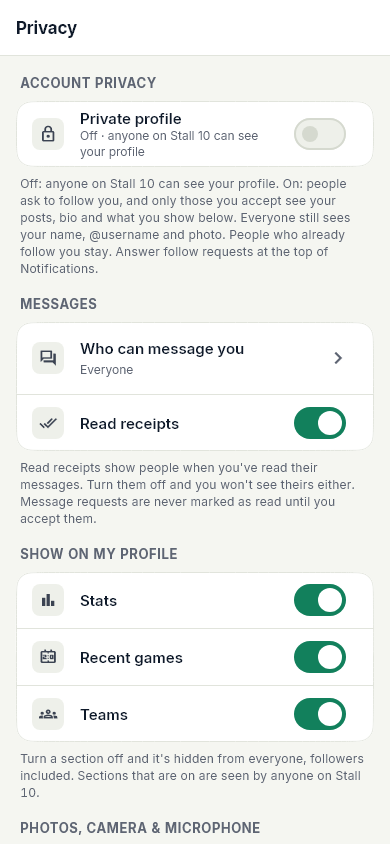 Privacy
ACCOUNT PRIVACY
Private profile
Off · anyone on Stall 10 can see
your profile
Off: anyone on Stall 10 can see your profile. On: people
ask to follow you, and only those you accept see your
posts, bio and what you show below. Everyone still sees
your name, @username and photo. People who already
follow you stay. Answer follow requests at the top of
Notifications.
MESSAGES
Who can message you
Everyone
Read receipts
Read receipts show people when you've read their
messages. Turn them off and you won't see theirs either.
Message requests are never marked as read until you
accept them.
SHOW ON MY PROFILE
Stats
Recent games
Teams
Turn a section off and it's hidden from everyone, followers
included. Sections that are on are seen by anyone on Stall
10.
PHOTOS, CAMERA & MICROPHONE